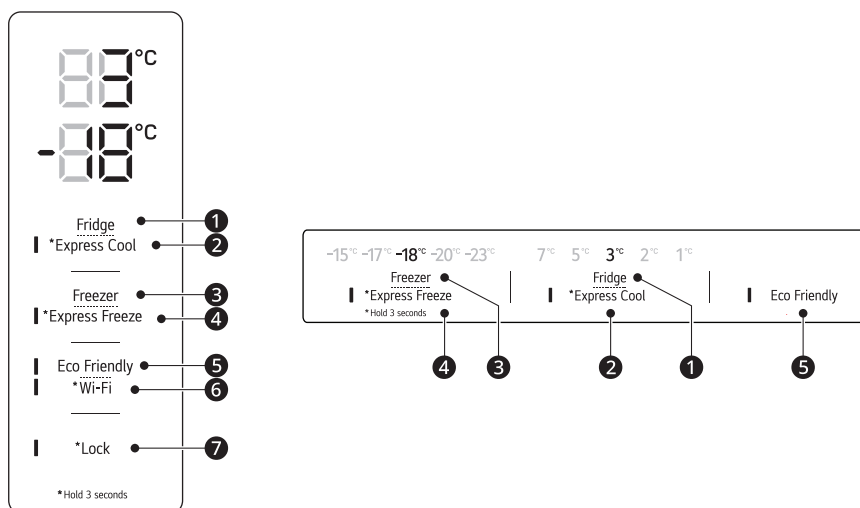 3°C
-18°C
Fridge
*Express Cool
Freezer
*Express Freeze
Eco Friendly
*Wi-Fi
*Lock
*Hold 3 seconds
1
2
3
4
5
6
7
-15°C -17°C -18°C -20°C -23°C
7°C 5°C 3°C 2°C 1°C
Freezer
*Express Freeze
*Hold 3 seconds
Fridge
*Express Cool
Eco Friendly
4
3
2
1
5